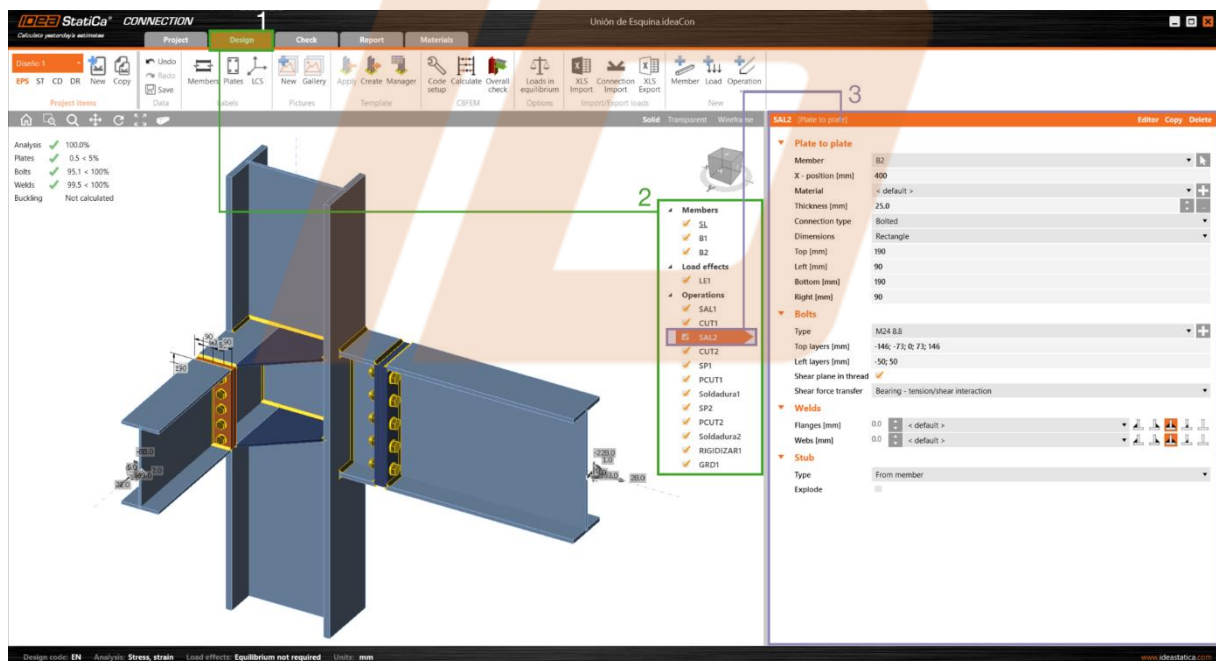 IDEA StatiCa® CONNECTION
Calculate yesterday's estimates
Unión de Esquina.ideaCon
1
Project Design Check Report Materials
Diseño 1
EPS ST CD DR New Copy
Undo
Redo
Save
Members Plates LCS
New Gallery
Apply Create Manager
Code setup Calculate Overall check
Loads in equilibrium
XLS Import Connection Import XLS Export
Member Load Operation
Project items Data Labels Pictures Template CBFEM Options Import/Export loads New
3
Solid Transparent Wireframe
SAL2 [Plate to plate] Editor Copy Delete
Analysis 100.0%
Plates 0.5 < 5%
Bolts 95.1 < 100%
Welds 99.5 < 100%
Buckling Not calculated
2
Members
SL
B1
B2
Load effects
LE1
Operations
SAL1
CUT1
SAL2
CUT2
SP1
PCUT1
Soldadura1
SP2
PCUT2
Soldadura2
RIGIDIZAR1
GRD1
90
90
190
-228.0
1.0
28.0
Plate to plate
Member B2
X - position [mm] 400
Material < default >
Thickness [mm] 25.0
Connection type Bolted
Dimensions Rectangle
Top [mm] 190
Left [mm] 90
Bottom [mm] 190
Right [mm] 90
Bolts
Type M24 8.8
Top layers [mm] -146; -73; 0; 73; 146
Left layers [mm] -50; 50
Shear plane in thread
Shear force transfer Bearing - tension/shear interaction
Welds
Flanges [mm] 0.0 < default >
Webs [mm] 0.0 < default >
Stub
Type From member
Explode
Design code: EN Analysis: Stress, strain Load effects: Equilibrium not required Units: mm
www.ideastatica.com